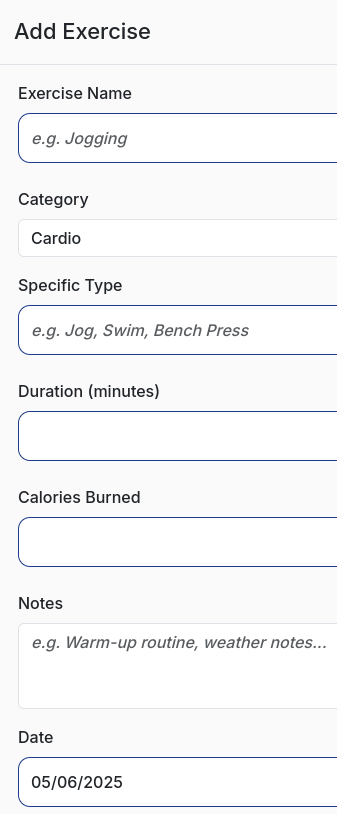 Add Exercise
Exercise Name
e.g. Jogging
Category
Cardio
Specific Type
e.g. Jog, Swim, Bench Press
Duration (minutes)
Calories Burned
Notes
e.g. Warm-up routine, weather notes...
Date
05/06/2025